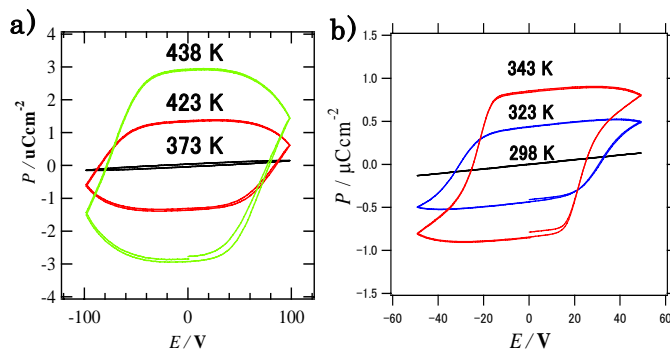 a)
438 K
423 K
373 K
4
3
2
1
0
-1
-2
-3
-4
P / uCcm-2
-100
0
100
E / V
b)
343 K
323 K
298 K
1.5
1.0
0.5
0.0
-0.5
-1.0
-1.5
P / μCcm-2
-60
-40
-20
0
20
40
60
E / V